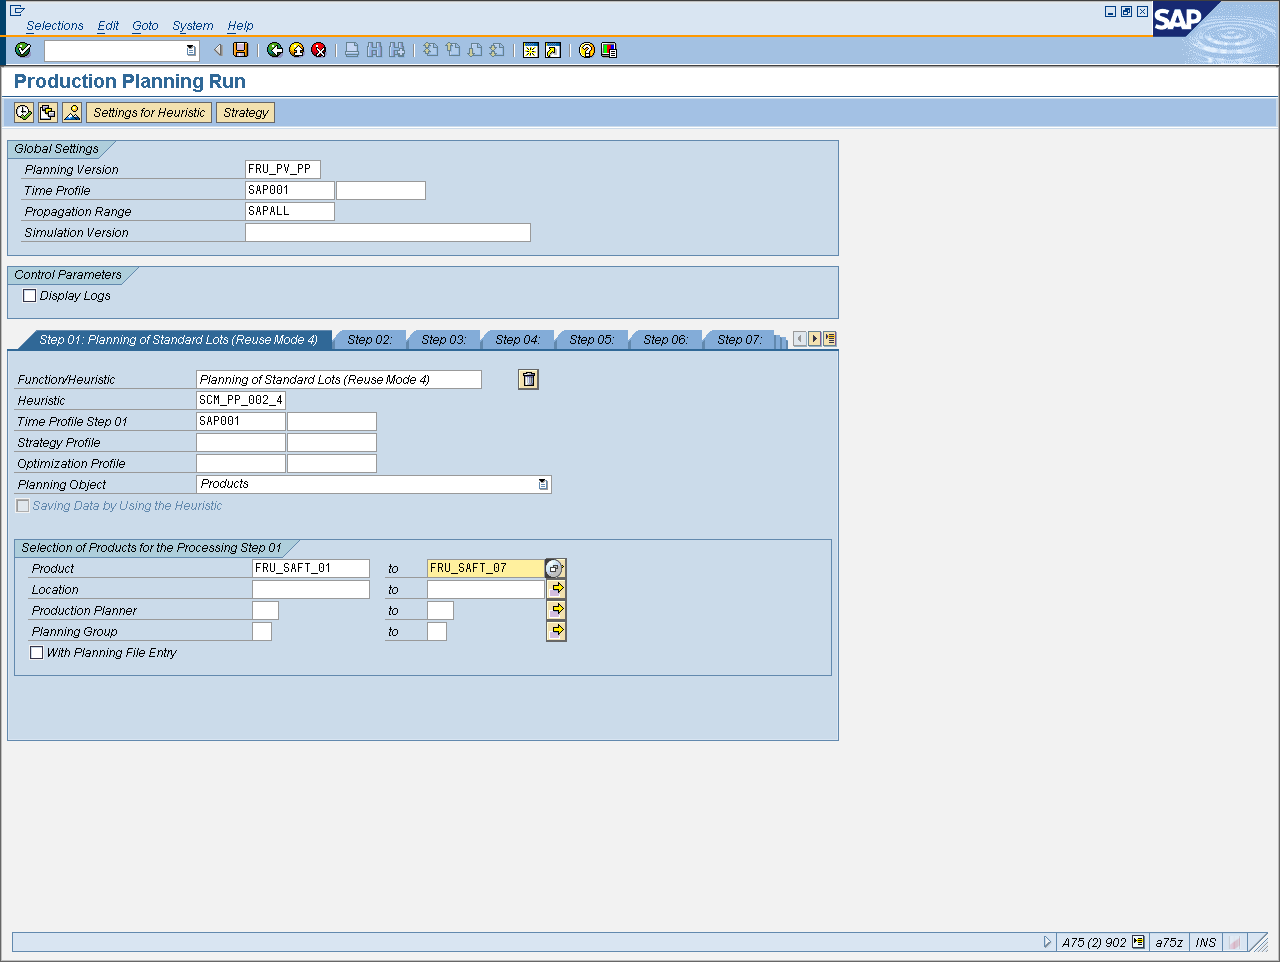 Selections Edit Goto System Help
SAP
Production Planning Run
Settings for Heuristic Strategy
Global Settings
Planning Version FRU_PV_PP
Time Profile SAP001
Propagation Range SAPALL
Simulation Version
Control Parameters
Display Logs
Step 01: Planning of Standard Lots (Reuse Mode 4) Step 02: Step 03: Step 04: Step 05: Step 06: Step 07:
Function/Heuristic Planning of Standard Lots (Reuse Mode 4)
Heuristic SCM_PP_002_4
Time Profile Step 01 SAP001
Strategy Profile
Optimization Profile
Planning Object Products
Saving Data by Using the Heuristic
Selection of Products for the Processing Step 01
Product FRU_SAFT_01 to FRU_SAFT_07
Location to
Production Planner to
Planning Group to
With Planning File Entry
A75 (2) 902 a75z INS